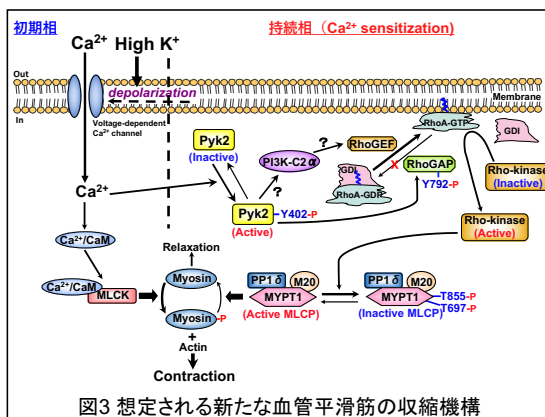 初期相
持続相（Ca²⁺ sensitization）
Ca²⁺ High K⁺
depolarization
Out
In
Membrane
Voltage-dependent
Ca²⁺ channel
RhoA-GTP
GDI
Pyk2
(Inactive)
?
PI3K-C2α
RhoGEF
?
GDI
RhoA-GDP
X
RhoGAP
Y792-P
Rho-kinase
(Inactive)
Ca²⁺
Pyk2
Y402-P
(Active)
Rho-kinase
(Active)
Ca²⁺/CaM
Relaxation
Ca²⁺/CaM
MLCK
Myosin
Myosin
P
+
Actin
Contraction
PP1δ
M20
MYPT1
(Active MLCP)
PP1δ
M20
MYPT1
(Inactive MLCP)
T855-P
T697-P
図3 想定される新たな血管平滑筋の収縮機構